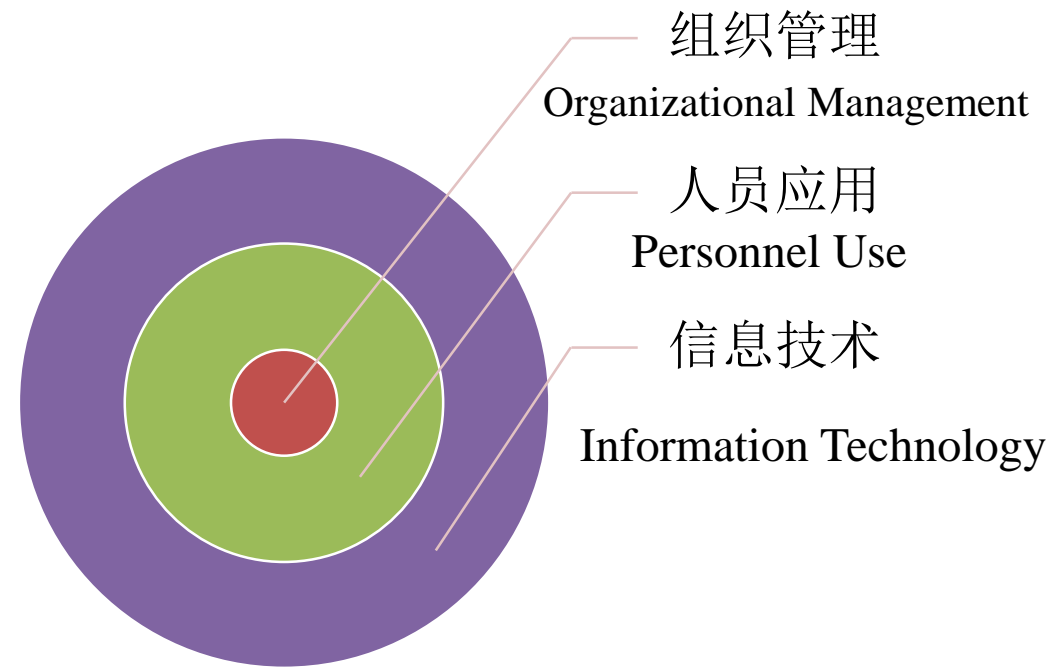 组织管理
Organizational Management
人员应用
Personnel Use
信息技术
Information Technology